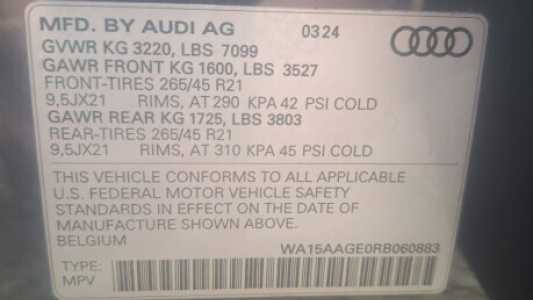 MFD. BY AUDI AG 0324
GVWR KG 3220, LBS 7099
GAWR FRONT KG 1600, LBS 3527
FRONT-TIRES 265/45 R21
9,5JX21 RIMS, AT 290 KPA 42 PSI COLD
GAWR REAR KG 1725, LBS 3803
REAR-TIRES 265/45 R21
9,5JX21 RIMS, AT 310 KPA 45 PSI COLD
THIS VEHICLE CONFORMS TO ALL APPLICABLE
U.S. FEDERAL MOTOR VEHICLE SAFETY
STANDARDS IN EFFECT ON THE DATE OF
MANUFACTURE SHOWN ABOVE.
BELGIUM WA15AAGE0RB060883
TYPE:
MPV